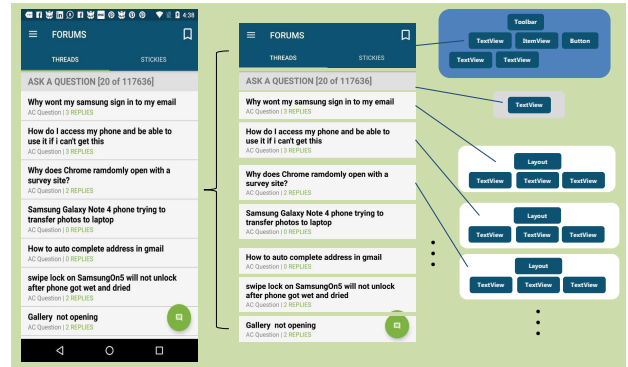 4:38
FORUMS
THREADS STICKIES
ASK A QUESTION [20 of 117636]
Why wont my samsung sign in to my email
AC Question | 3 REPLIES
How do I access my phone and be able to
use it if i can't get this
AC Question | 3 REPLIES
Why does Chrome ramdomly open with a
survey site?
AC Question | 2 REPLIES
Samsung Galaxy Note 4 phone trying to
transfer photos to laptop
AC Question | 0 REPLIES
How to auto complete address in gmail
AC Question | 0 REPLIES
swipe lock on SamsungOn5 will not unlock
after phone got wet and dried
AC Question | 2 REPLIES
Gallery not opening
AC Question | 2 REPLIES
FORUMS
THREADS STICKIES
ASK A QUESTION [20 of 117636]
Why wont my samsung sign in to my email
AC Question | 3 REPLIES
How do I access my phone and be able to
use it if i can't get this
AC Question | 3 REPLIES
Why does Chrome ramdomly open with a
survey site?
AC Question | 2 REPLIES
Samsung Galaxy Note 4 phone trying to
transfer photos to laptop
AC Question | 0 REPLIES
How to auto complete address in gmail
AC Question | 0 REPLIES
swipe lock on SamsungOn5 will not unlock
after phone got wet and dried
AC Question | 2 REPLIES
Gallery not opening
AC Question | 2 REPLIES
Toolbar
TextView ItemView Button
TextView TextView
TextView
Layout
TextView TextView TextView
Layout
TextView TextView TextView
Layout
TextView TextView TextView